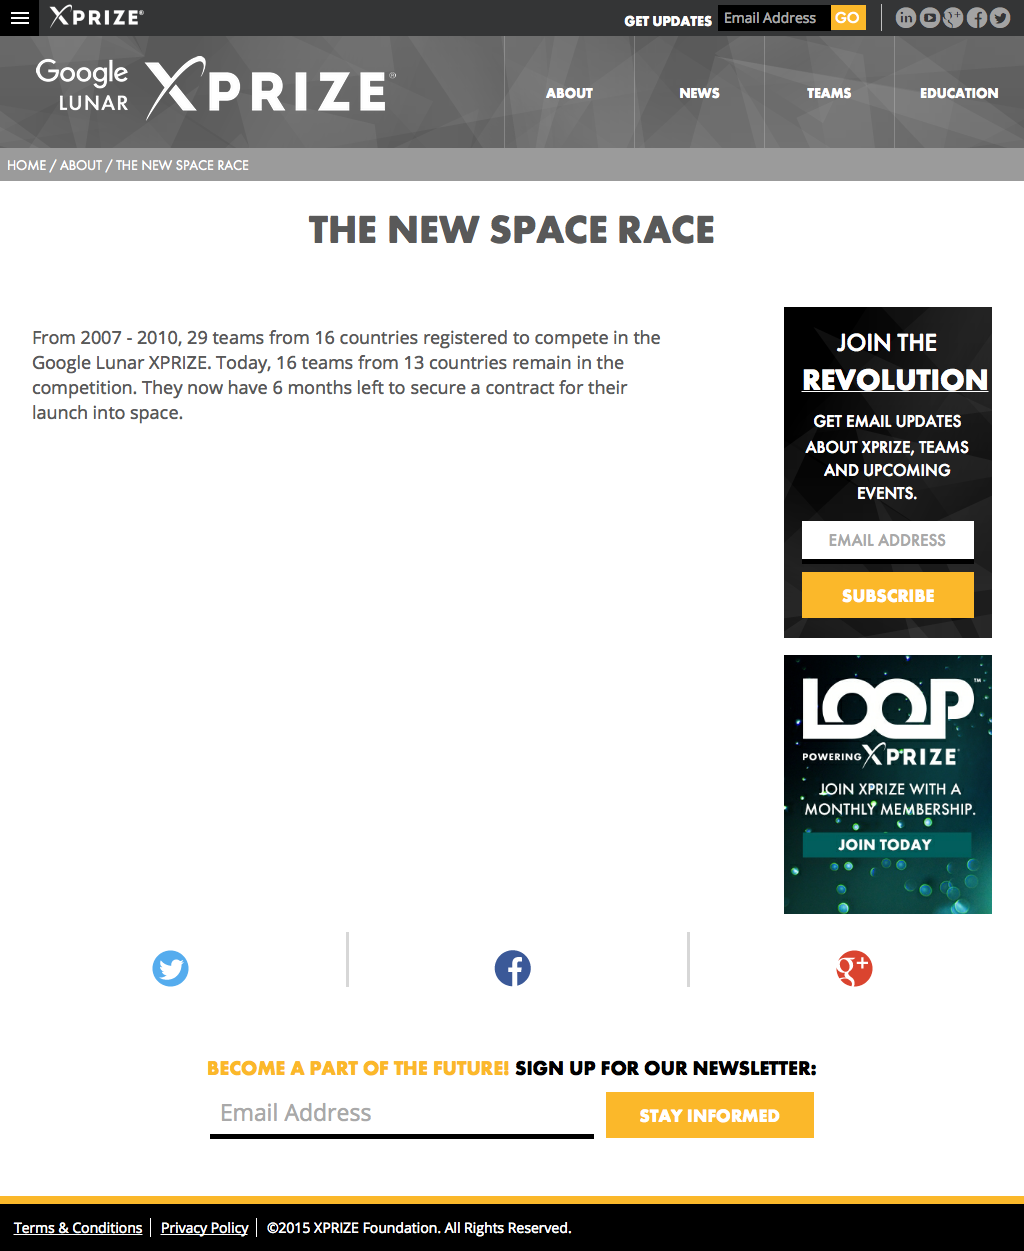 XPRIZE®
GET UPDATES Email Address GO
Google LUNAR XPRIZE®
ABOUT NEWS TEAMS EDUCATION
HOME / ABOUT / THE NEW SPACE RACE
THE NEW SPACE RACE
From 2007 - 2010, 29 teams from 16 countries registered to compete in the
Google Lunar XPRIZE. Today, 16 teams from 13 countries remain in the
competition. They now have 6 months left to secure a contract for their
launch into space.
JOIN THE
REVOLUTION
GET EMAIL UPDATES
ABOUT XPRIZE, TEAMS
AND UPCOMING
EVENTS.
EMAIL ADDRESS
SUBSCRIBE
LOOP™
POWERING XPRIZE
JOIN XPRIZE WITH A
MONTHLY MEMBERSHIP.
JOIN TODAY
BECOME A PART OF THE FUTURE! SIGN UP FOR OUR NEWSLETTER:
Email Address STAY INFORMED
Terms & Conditions Privacy Policy ©2015 XPRIZE Foundation. All Rights Reserved.